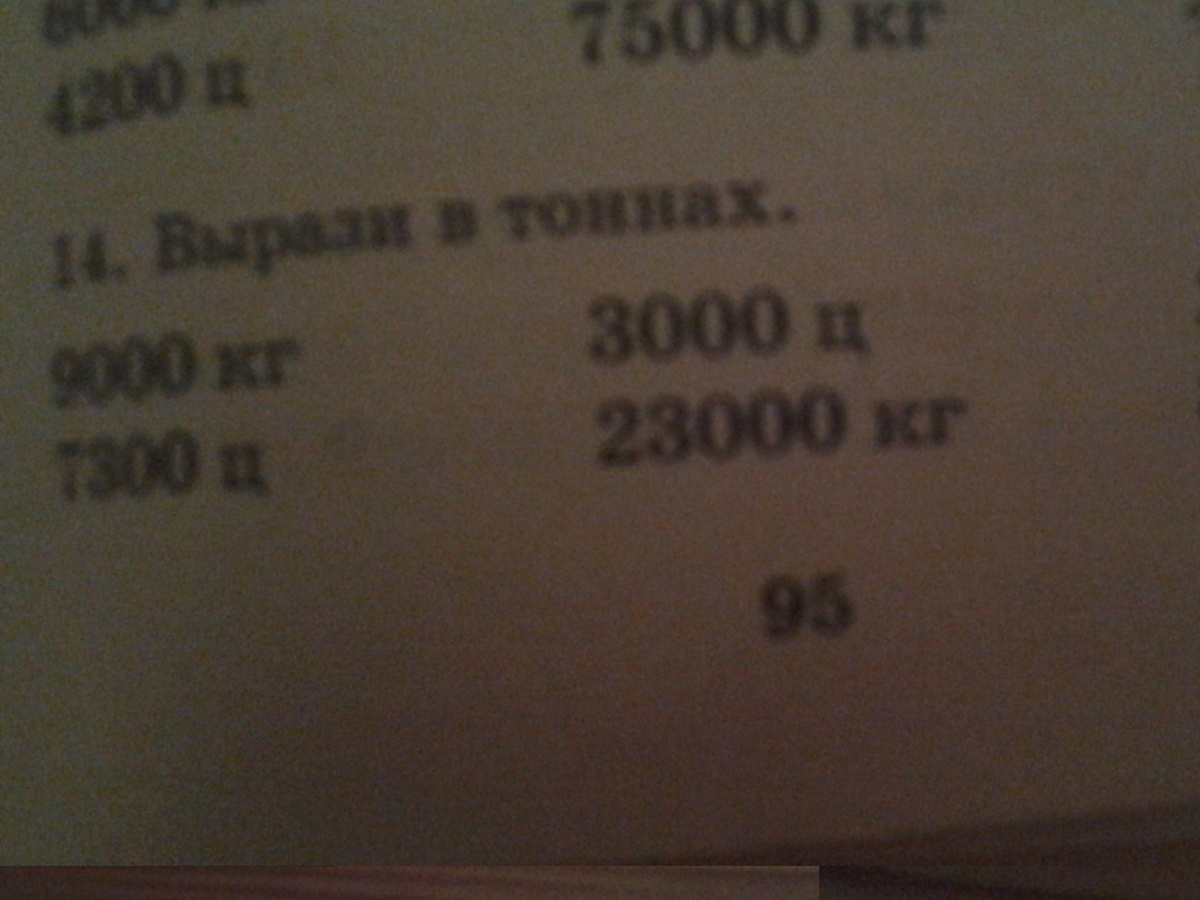 75000 кг
4200 ц
14. Вырази в тоннах.
9000 кг 3000 ц
7300 ц 23000 кг
95